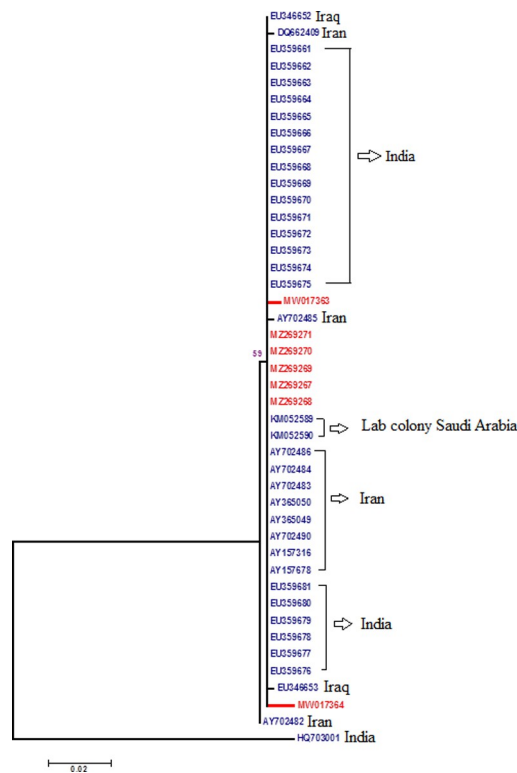 EU346652 Iraq
DQ662409 Iran
EU359661
EU359662
EU359663
EU359664
EU359665
EU359666
EU359667
India
EU359668
EU359669
EU359670
EU359671
EU359672
EU359673
EU359674
EU359675
MW017363
AY702485 Iran
MZ269271
59
MZ269270
MZ269269
MZ269267
MZ269268
KM052589
Lab colony Saudi Arabia
KM052590
AY702486
AY702484
AY702483
Iran
AY365050
AY365049
AY702490
AY157316
AY157678
EU359681
EU359680
EU359679
India
EU359678
EU359677
EU359676
EU346653 Iraq
MW017364
AY702482 Iran
HQ703001 India
0.02